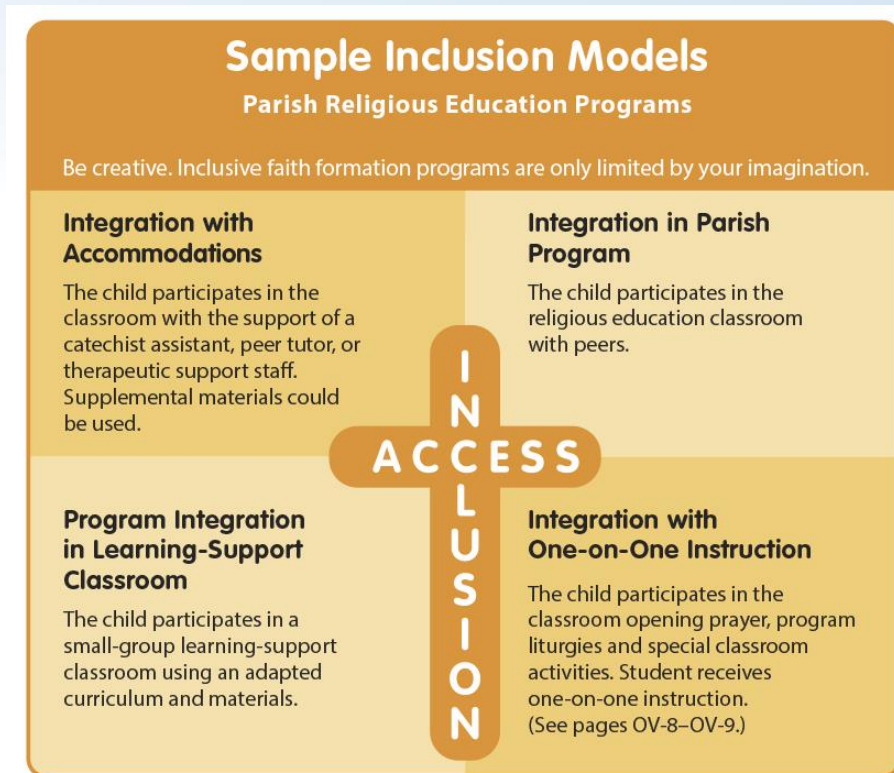 Sample Inclusion Models
Parish Religious Education Programs
Be creative. Inclusive faith formation programs are only limited by your imagination.
Integration with
Accommodations
The child participates in the
classroom with the support of a
catechist assistant, peer tutor, or
therapeutic support staff.
Supplemental materials could
be used.
Integration in Parish
Program
The child participates in the
religious education classroom
with peers.
INCLUSION
ACCESS
Program Integration
in Learning-Support
Classroom
The child participates in a
small-group learning-support
classroom using an adapted
curriculum and materials.
Integration with
One-on-One Instruction
The child participates in the
classroom opening prayer, program
liturgies and special classroom
activities. Student receives
one-on-one instruction.
(See pages OV-8–OV-9.)